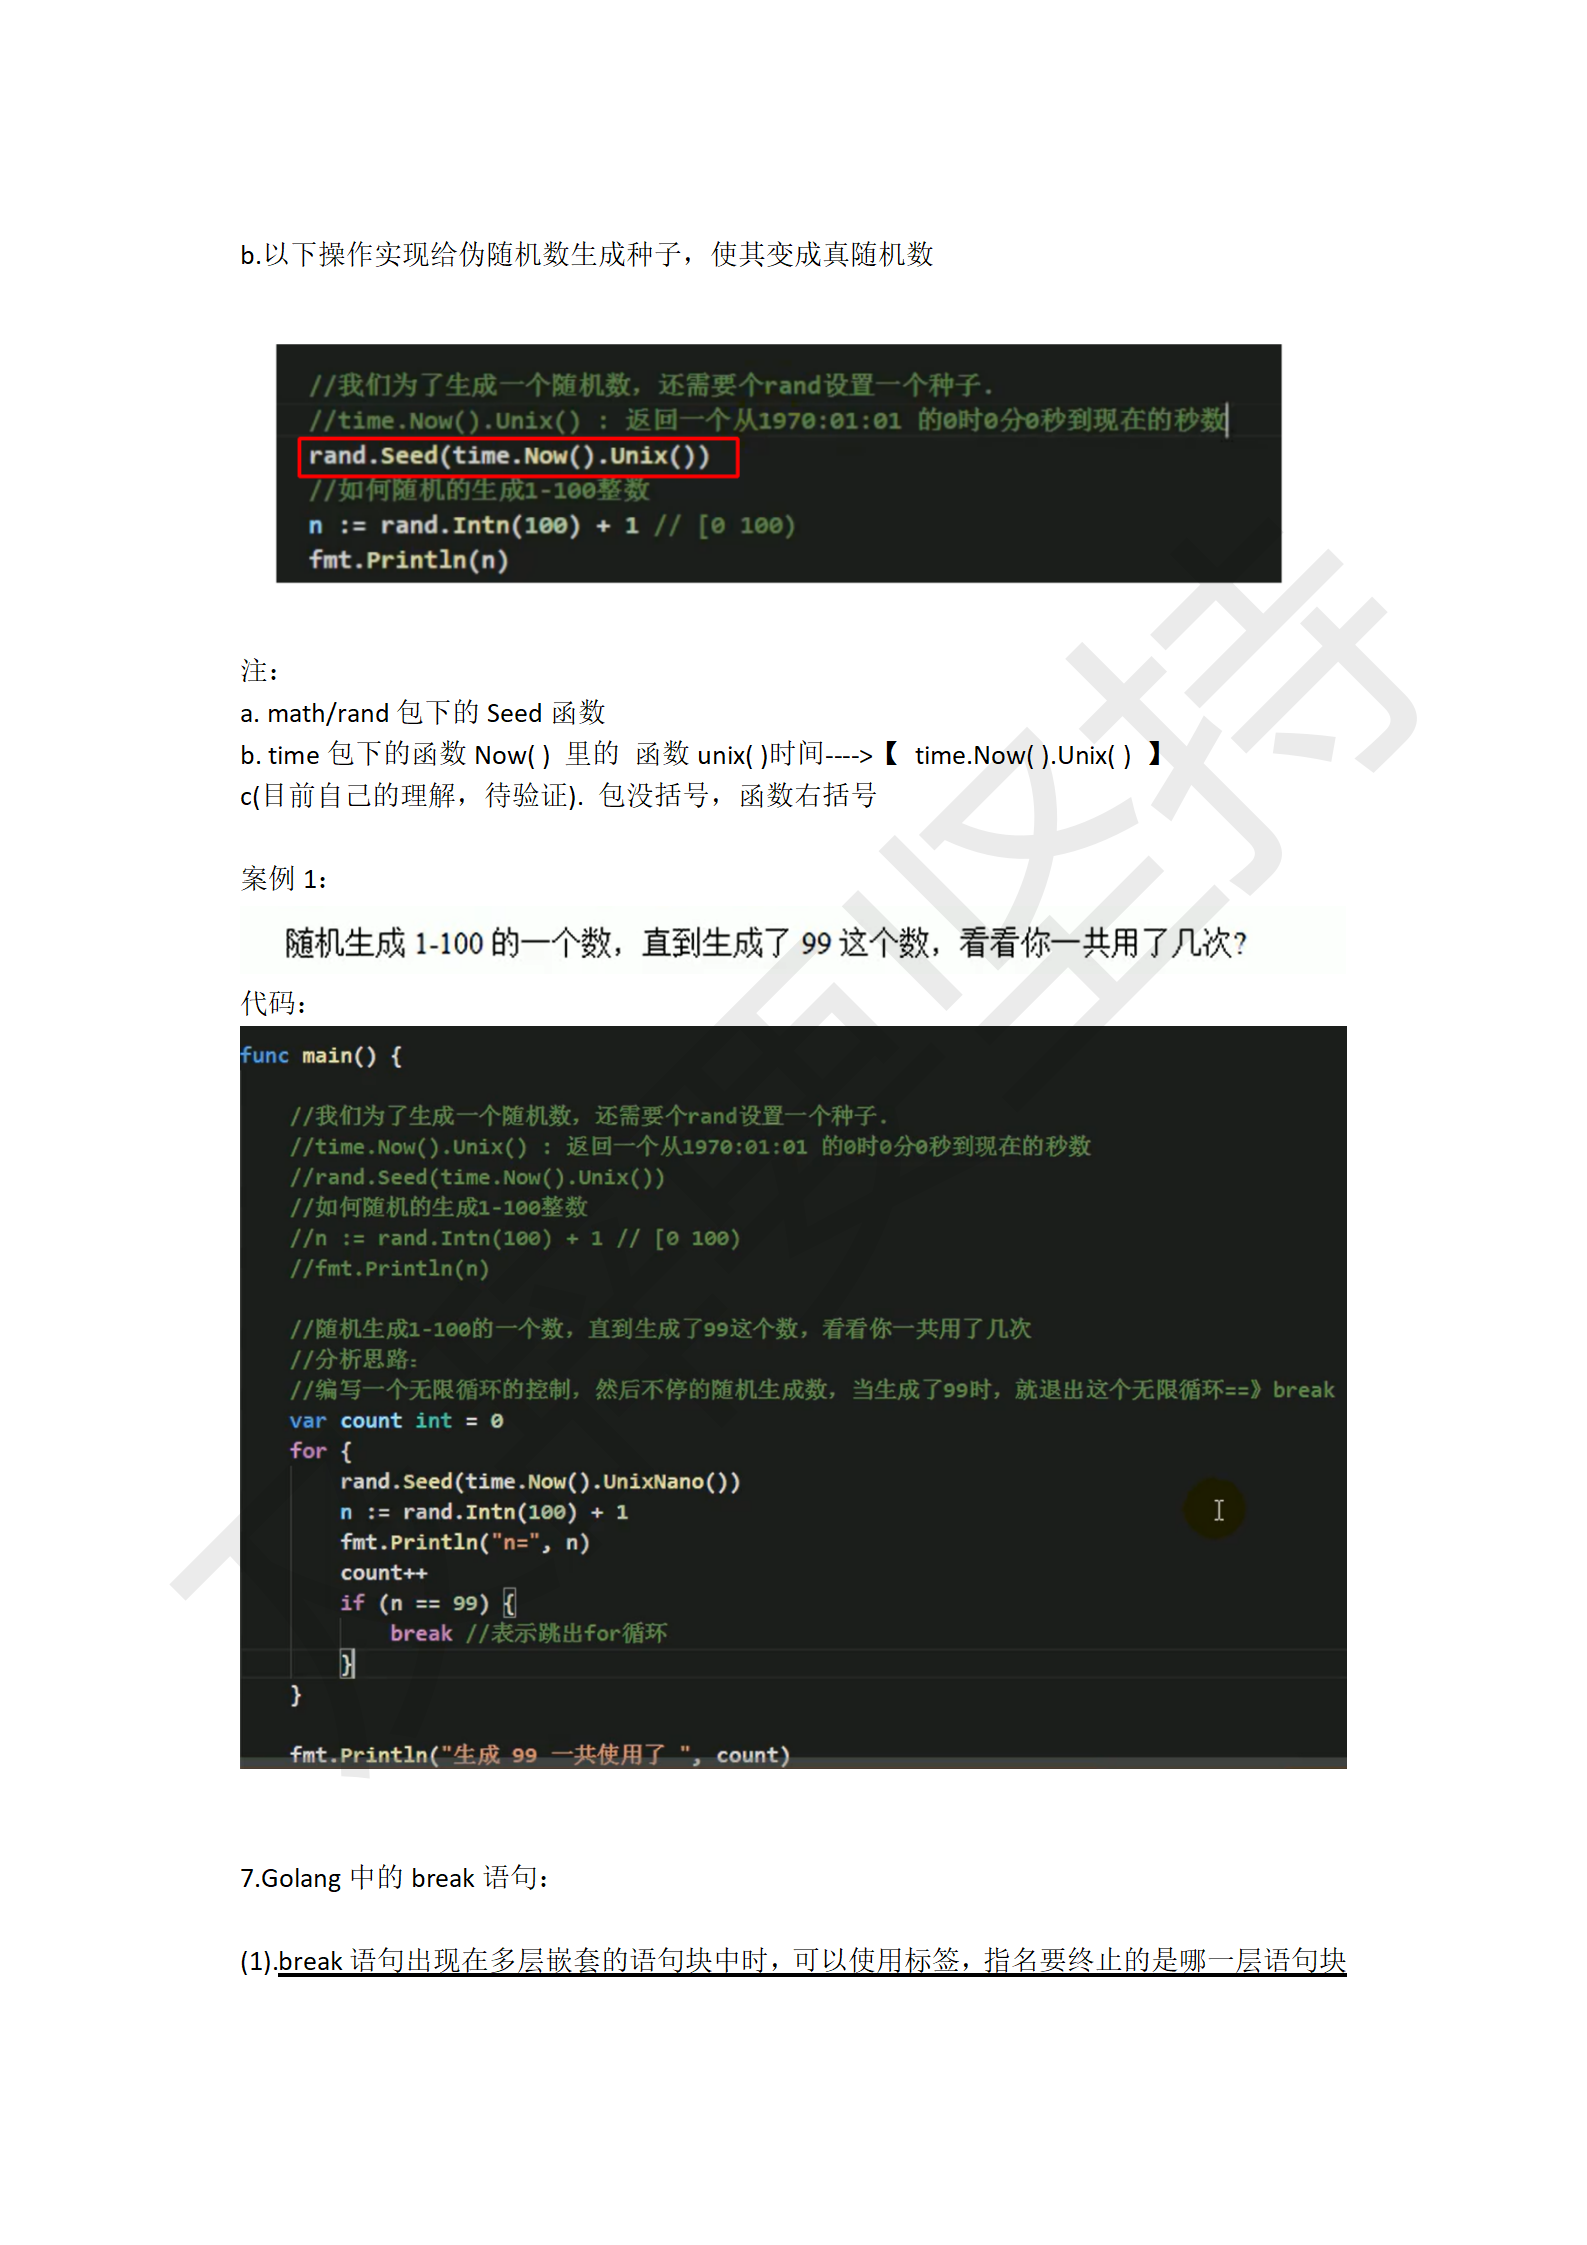 b.以下操作实现给伪随机数生成种子，使其变成真随机数
//我们为了生成一个随机数，还需要个rand设置一个种子.
//time.Now().Unix() : 返回一个从1970:01:01 的0时0分0秒到现在的秒数
rand.Seed(time.Now().Unix())
//如何随机的生成1-100整数
n := rand.Intn(100) + 1 // [0 100)
fmt.Println(n)
注：
a. math/rand 包下的 Seed 函数
b. time 包下的函数 Now( ) 里的 函数 unix( )时间---->【 time.Now( ).Unix( ) 】
c(目前自己的理解，待验证). 包没括号，函数右括号
案例 1：
随机生成 1-100 的一个数，直到生成了 99 这个数，看看你一共用了几次?
代码：
func main() {
//我们为了生成一个随机数，还需要个rand设置一个种子.
//time.Now().Unix() : 返回一个从1970:01:01 的0时0分0秒到现在的秒数
//rand.Seed(time.Now().Unix())
//如何随机的生成1-100整数
//n := rand.Intn(100) + 1 // [0 100)
//fmt.Println(n)
//随机生成1-100的一个数，直到生成了99这个数，看看你一共用了几次
//分析思路：
//编写一个无限循环的控制，然后不停的随机生成数，当生成了99时，就退出这个无限循环==》break
var count int = 0
for {
rand.Seed(time.Now().UnixNano())
n := rand.Intn(100) + 1
fmt.Println("n=", n)
count++
if (n == 99) {
break //表示跳出for循环
}
}
fmt.Println("生成 99 一共使用了 ", count)
7.Golang 中的 break 语句：
(1).break 语句出现在多层嵌套的语句块中时，可以使用标签，指名要终止的是哪一层语句块
不要坚持